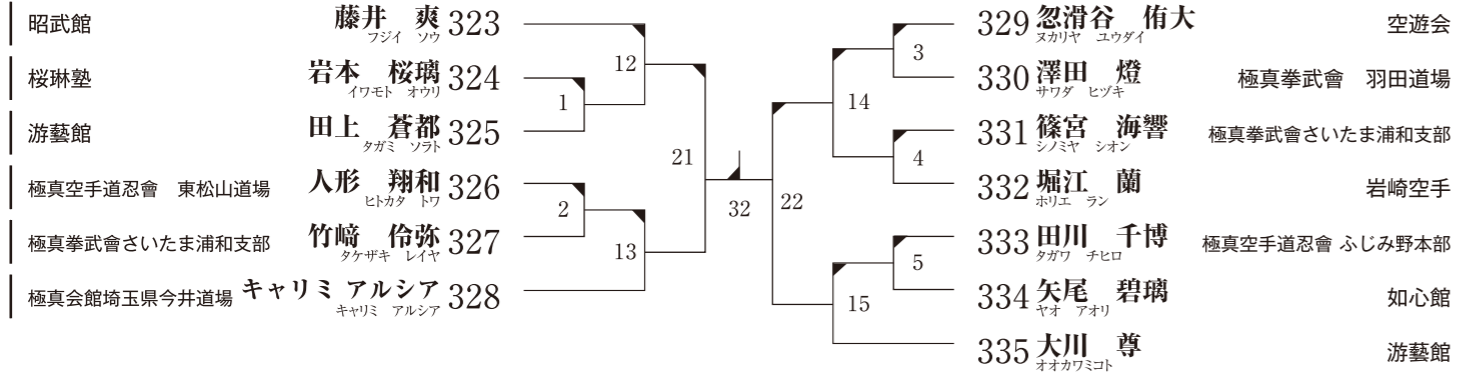 昭武館 藤井　爽 323
フジイ　ソウ
桜琳塾 岩本　桜璃 324
イワモト　オウリ
游藝館 田上　蒼都 325
タガミ　ソラト
極真空手道忍會　東松山道場 人形　翔和 326
ヒトカタ　トワ
極真拳武會さいたま浦和支部 竹﨑　伶弥 327
タケザキ　レイヤ
極真会館埼玉県今井道場 キャリミ アルシア 328
キャリミ　アルシア
12
1
21
2
13
32
22
3
14
4
5
15
329 忽滑谷　侑大 空遊会
ヌカリヤ　ユウダイ
330 澤田　燈 極真拳武會　羽田道場
サワダ　ヒヅキ
331 篠宮　海響 極真拳武會さいたま浦和支部
シノミヤ　シオン
332 堀江　蘭 岩崎空手
ホリエ　ラン
333 田川　千博 極真空手道忍會 ふじみ野本部
タガワ　チヒロ
334 矢尾　碧璃 如心館
ヤオ　アオリ
335 大川　尊 游藝館
オオカワミコト